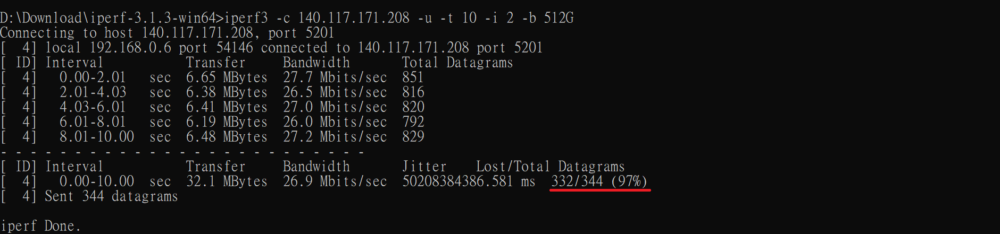 D:\Download\iperf-3.1.3-win64>iperf3 -c 140.117.171.208 -u -t 10 -i 2 -b 512G
Connecting to host 140.117.171.208, port 5201
[  4] local 192.168.0.6 port 54146 connected to 140.117.171.208 port 5201
[ ID] Interval           Transfer     Bandwidth       Total Datagrams
[  4]   0.00-2.01   sec  6.65 MBytes  27.7 Mbits/sec  851
[  4]   2.01-4.03   sec  6.38 MBytes  26.5 Mbits/sec  816
[  4]   4.03-6.01   sec  6.41 MBytes  27.0 Mbits/sec  820
[  4]   6.01-8.01   sec  6.19 MBytes  26.0 Mbits/sec  792
[  4]   8.01-10.00  sec  6.48 MBytes  27.2 Mbits/sec  829
- - - - - - - - - - - - - - - - - - - - - - - - -
[ ID] Interval           Transfer     Bandwidth       Jitter    Lost/Total Datagrams
[  4]   0.00-10.00  sec  32.1 MBytes  26.9 Mbits/sec  50208384386.581 ms  332/344 (97%)
[  4] Sent 344 datagrams
iperf Done.